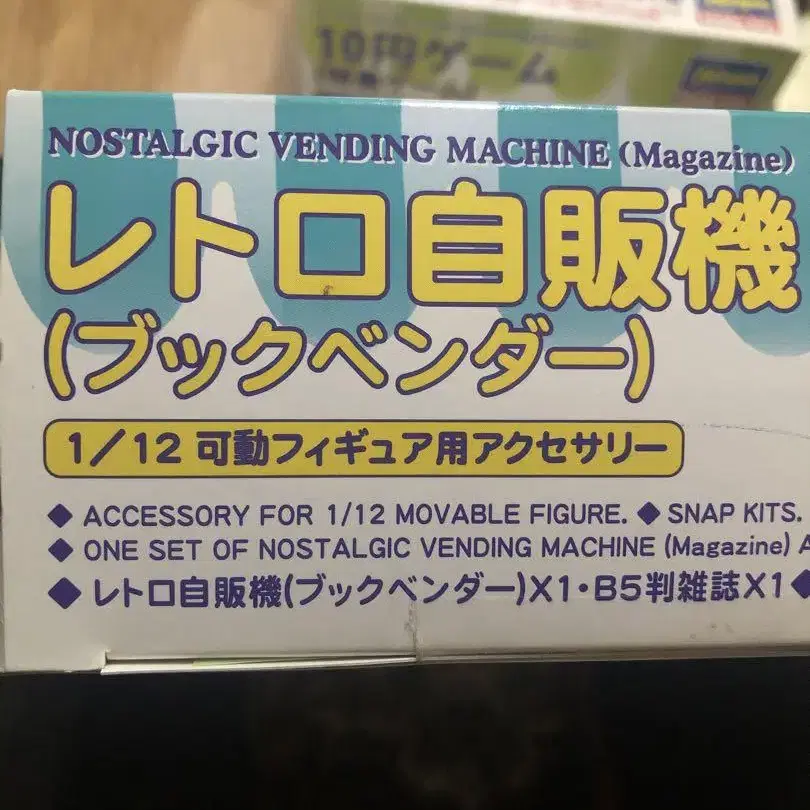 10円ゲーム
NOSTALGIC VENDING MACHINE (Magazine)
レトロ自販機
(ブックベンダー)
1/12 可動フィギュア用アクセサリー
◆ ACCESSORY FOR 1/12 MOVABLE FIGURE. ◆ SNAP KITS.
◆ ONE SET OF NOSTALGIC VENDING MACHINE (Magazine) A
◆ レトロ自販機(ブックベンダー)X1・B5判雑誌X1◆